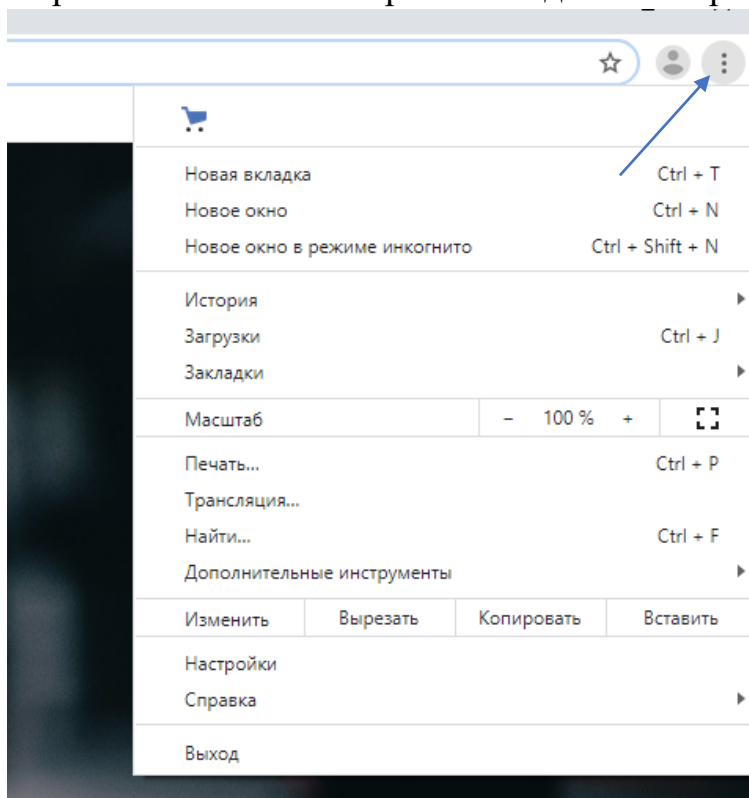 Новая вкладка Ctrl + T
Новое окно Ctrl + N
Новое окно в режиме инкогнито Ctrl + Shift + N
История
Загрузки Ctrl + J
Закладки
Масштаб − 100 % +
Печать... Ctrl + P
Трансляция...
Найти... Ctrl + F
Дополнительные инструменты
Изменить Вырезать Копировать Вставить
Настройки
Справка
Выход